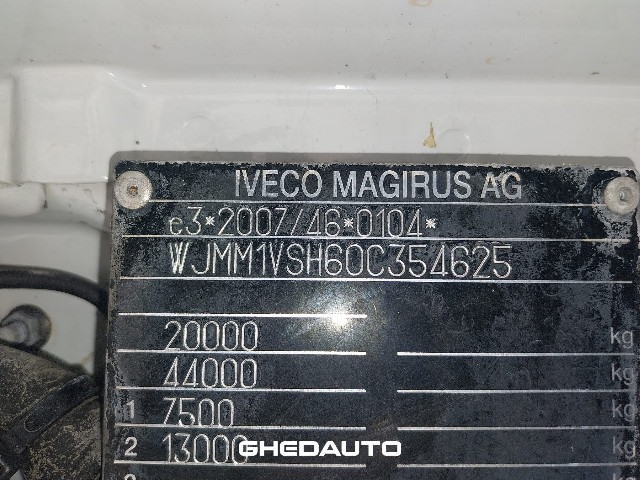 IVECO MAGIRUS AG
e3*2007/46*0104*
WJMM1VSH60C354625
20000 kg
44000 kg
1 7500 kg
2 13000 kg
GHEDAUTO